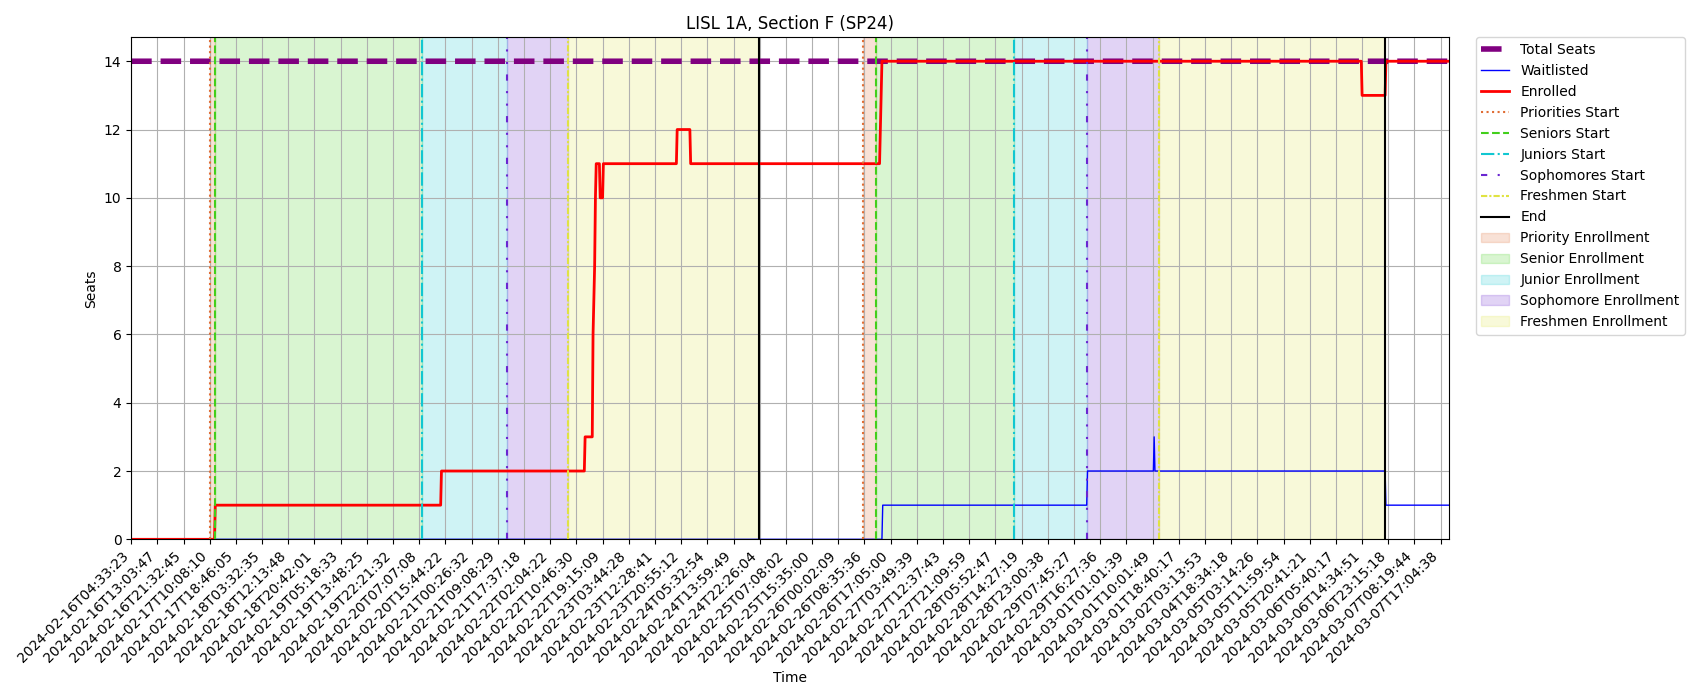 LISL 1A, Section F (SP24)
Seats
14
12
10
8
6
4
2
0
2024-02-16T04:33:23
2024-02-16T13:03:47
2024-02-16T21:32:45
2024-02-17T10:08:10
2024-02-17T18:46:05
2024-02-18T03:32:35
2024-02-18T12:13:48
2024-02-18T20:42:01
2024-02-19T05:18:33
2024-02-19T13:48:25
2024-02-19T22:21:32
2024-02-20T07:07:08
2024-02-20T15:44:22
2024-02-21T00:26:32
2024-02-21T09:08:29
2024-02-21T17:37:18
2024-02-22T02:04:22
2024-02-22T10:46:30
2024-02-22T19:15:09
2024-02-23T03:44:28
2024-02-23T12:28:41
2024-02-23T20:55:12
2024-02-24T05:32:54
2024-02-24T13:59:49
2024-02-24T22:26:04
2024-02-25T07:08:02
2024-02-25T15:35:00
2024-02-26T00:02:09
2024-02-26T08:35:36
2024-02-26T17:05:00
2024-02-27T03:49:39
2024-02-27T12:37:43
2024-02-27T21:09:59
2024-02-28T05:52:47
2024-02-28T14:27:19
2024-02-28T23:00:38
2024-02-29T07:45:27
2024-02-29T16:27:36
2024-03-01T01:01:39
2024-03-01T10:01:49
2024-03-01T18:40:17
2024-03-02T03:13:53
2024-03-04T18:34:18
2024-03-05T03:14:26
2024-03-05T11:59:54
2024-03-05T20:41:21
2024-03-06T05:40:17
2024-03-06T14:34:51
2024-03-06T23:15:18
2024-03-07T08:19:44
2024-03-07T17:04:38
Time
Total Seats
Waitlisted
Enrolled
Priorities Start
Seniors Start
Juniors Start
Sophomores Start
Freshmen Start
End
Priority Enrollment
Senior Enrollment
Junior Enrollment
Sophomore Enrollment
Freshmen Enrollment